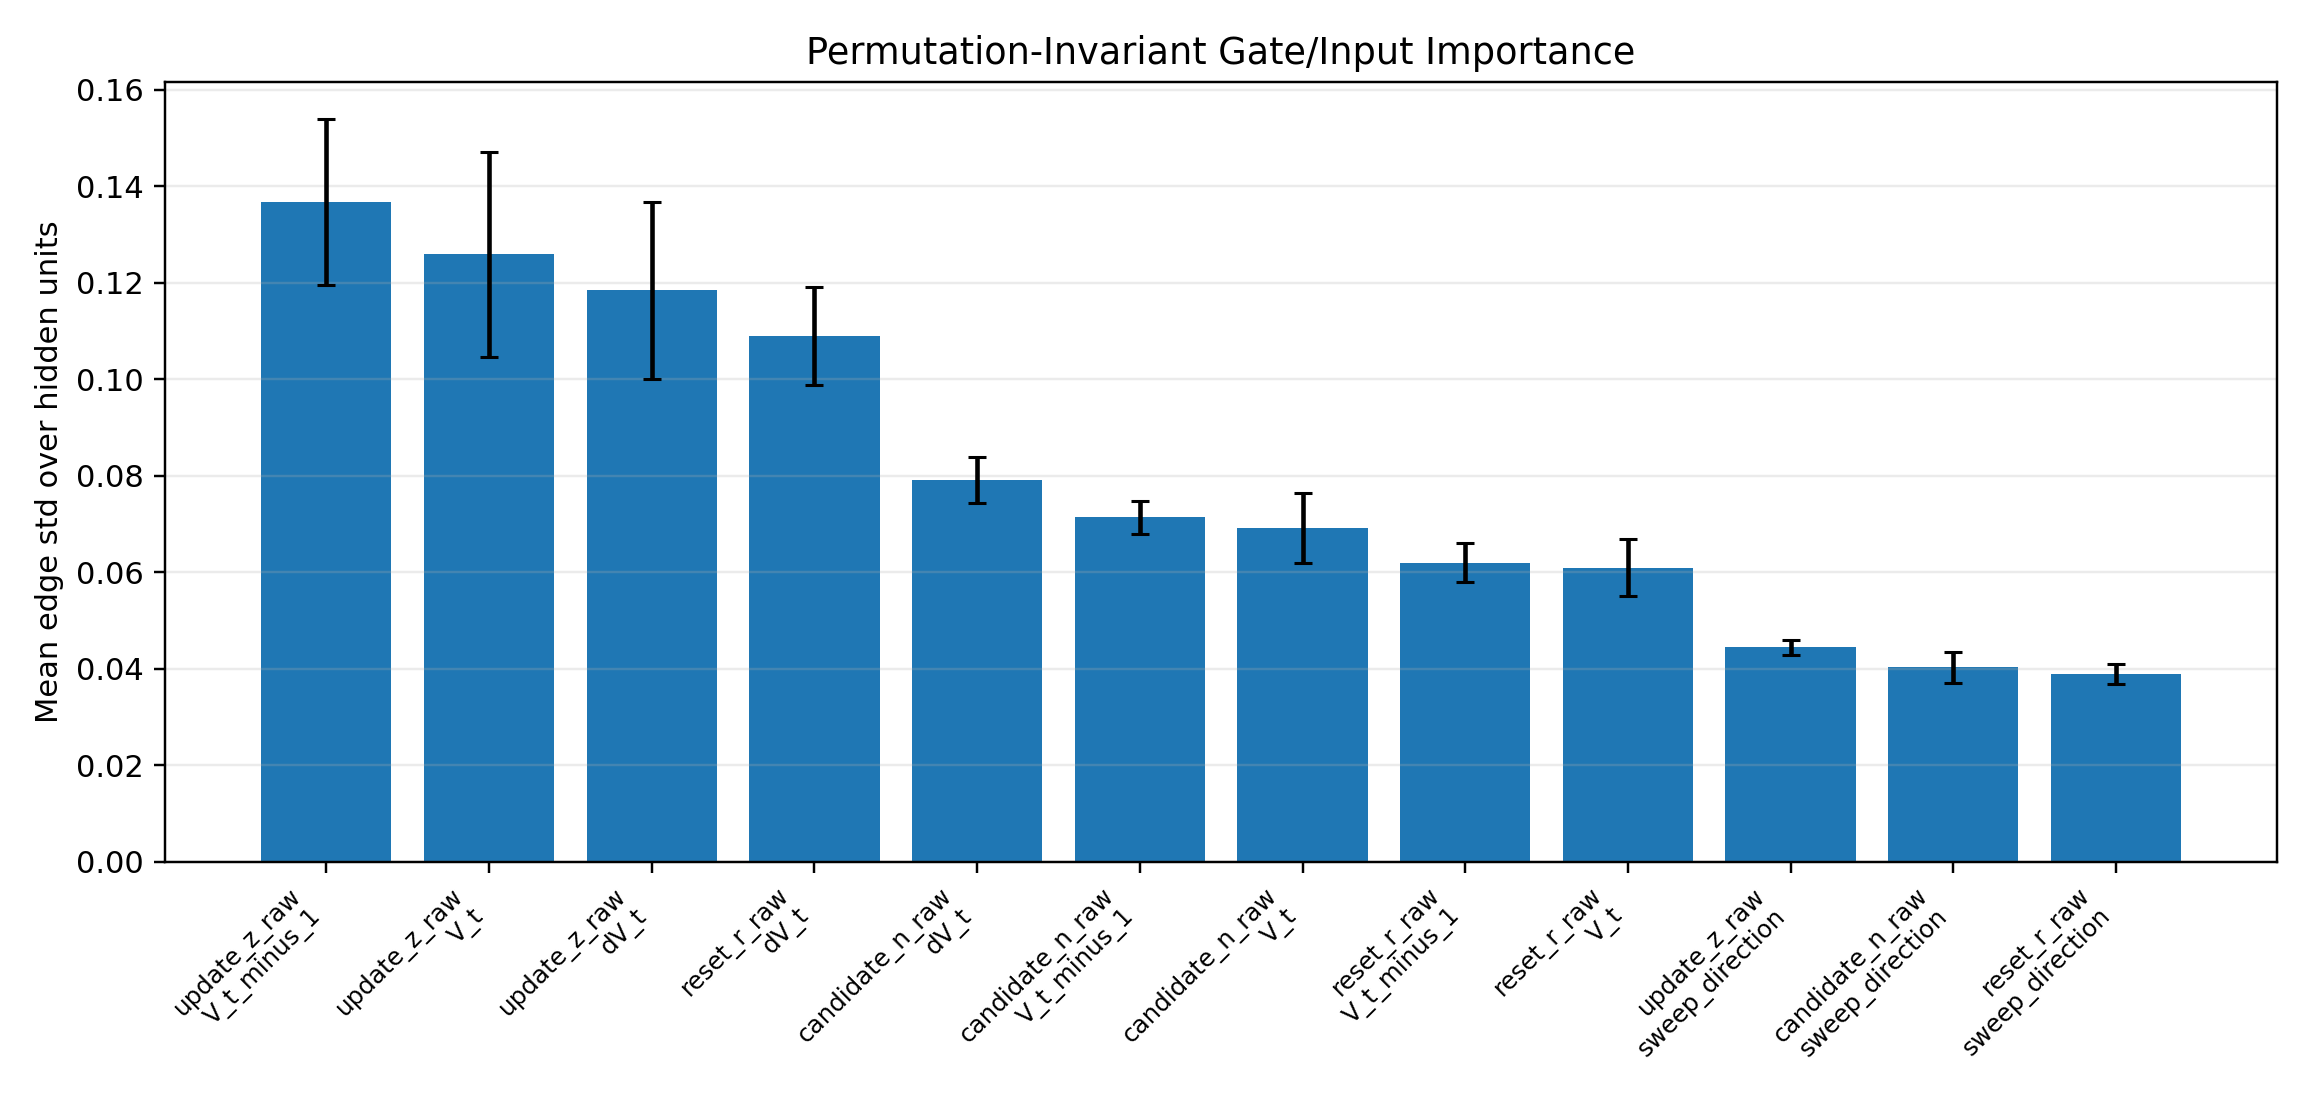 Permutation-Invariant Gate/Input Importance
Mean edge std over hidden units
0.16
0.14
0.12
0.10
0.08
0.06
0.04
0.02
0.00
update_z_raw
V_t_minus_1
update_z_raw
V_t
update_z_raw
dV_t
reset_r_raw
dV_t
candidate_n_raw
dV_t
candidate_n_raw
V_t_minus_1
candidate_n_raw
V_t
reset_r_raw
V_t_minus_1
reset_r_raw
V_t
update_z_raw
sweep_direction
candidate_n_raw
sweep_direction
reset_r_raw
sweep_direction